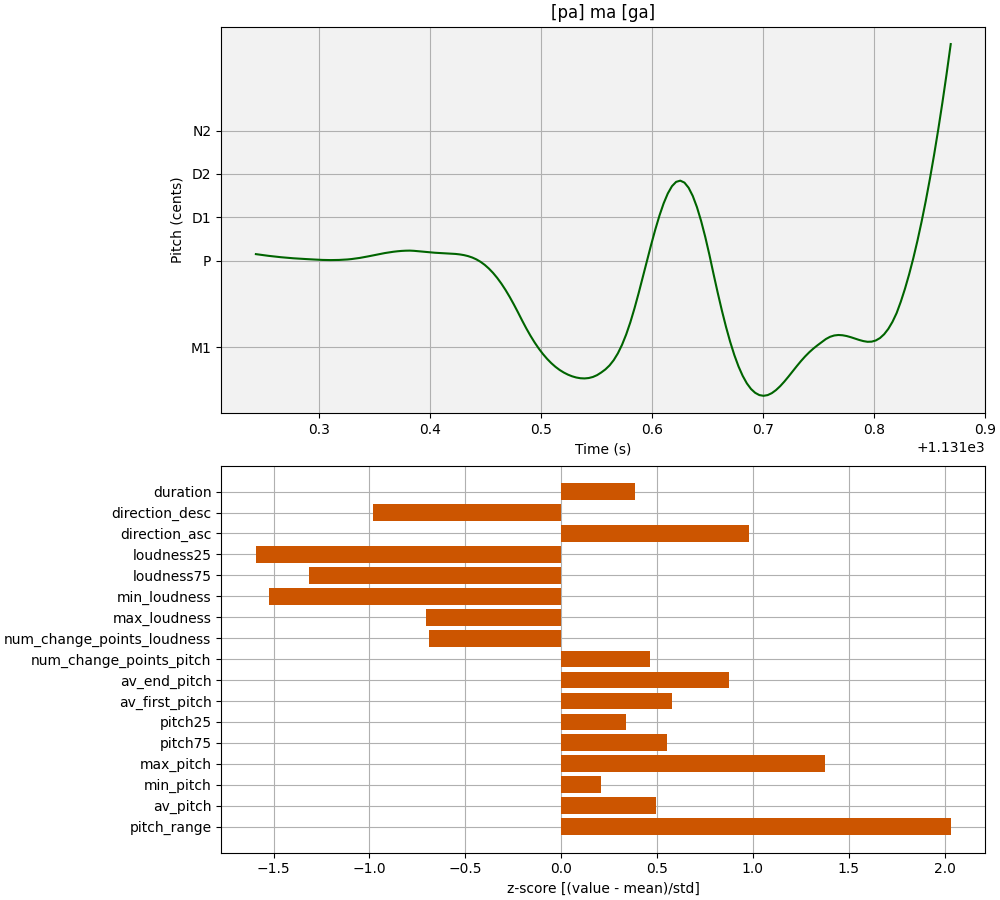 [pa] ma [ga]
Pitch (cents)
N2
D2
D1
P
M1
0.3 0.4 0.5 0.6 0.7 0.8 0.9
Time (s)
+1.131e3
duration
direction_desc
direction_asc
loudness25
loudness75
min_loudness
max_loudness
num_change_points_loudness
num_change_points_pitch
av_end_pitch
av_first_pitch
pitch25
pitch75
max_pitch
min_pitch
av_pitch
pitch_range
−1.5 −1.0 −0.5 0.0 0.5 1.0 1.5 2.0
z-score [(value - mean)/std]